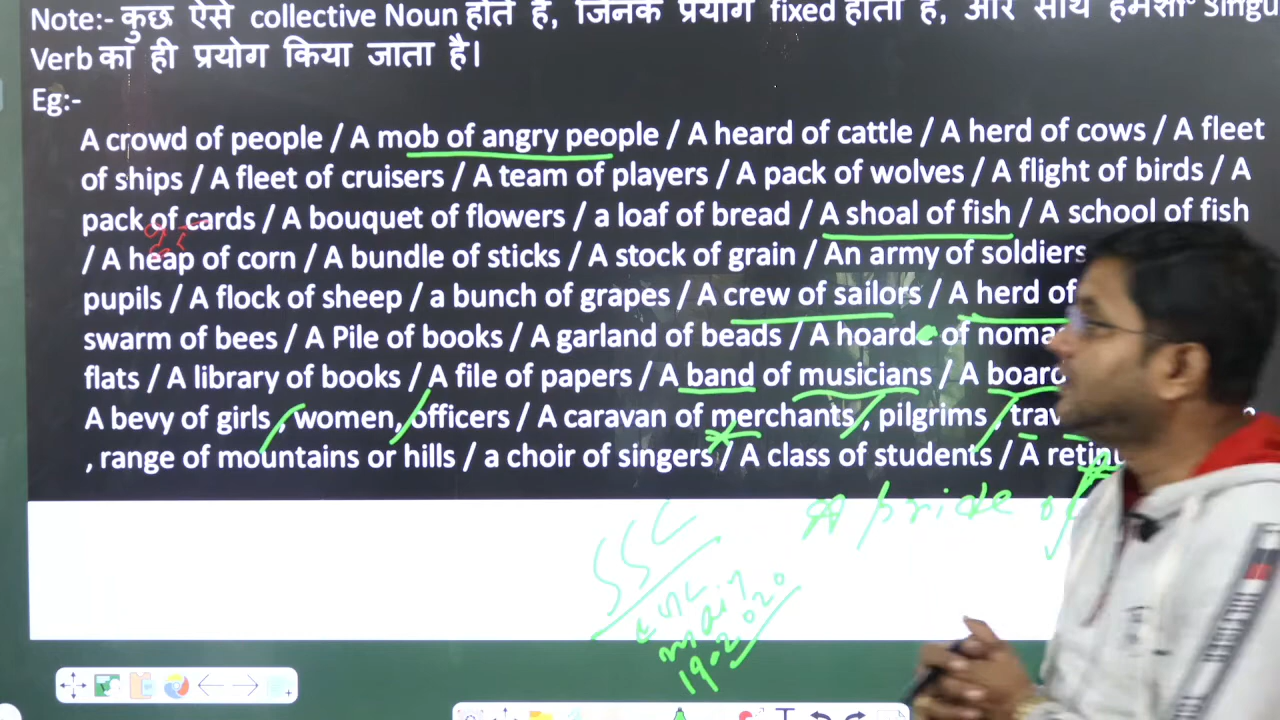 Note:- कुछ ऐसे collective Noun होते है, जिनके प्रयोग fixed होता है, और साथ हमेशा Singu
Verb का ही प्रयोग किया जाता है।
Eg:-
A crowd of people / A mob of angry people / A heard of cattle / A herd of cows / A fleet
of ships / A fleet of cruisers / A team of players / A pack of wolves / A flight of birds / A
pack of cards / A bouquet of flowers / a loaf of bread / A shoal of fish / A school of fish
/ A heap of corn / A bundle of sticks / A stock of grain / An army of soldiers
pupils / A flock of sheep / a bunch of grapes / A crew of sailors / A herd of
swarm of bees / A Pile of books / A garland of beads / A hoarde of noma
flats / A library of books / A file of papers / A band of musicians / A board
A bevy of girls , women, officers / A caravan of merchants , pilgrims , trav
, range of mountains or hills / a choir of singers / A class of students / A retinu
A pride of
SSC
Main
19-2020